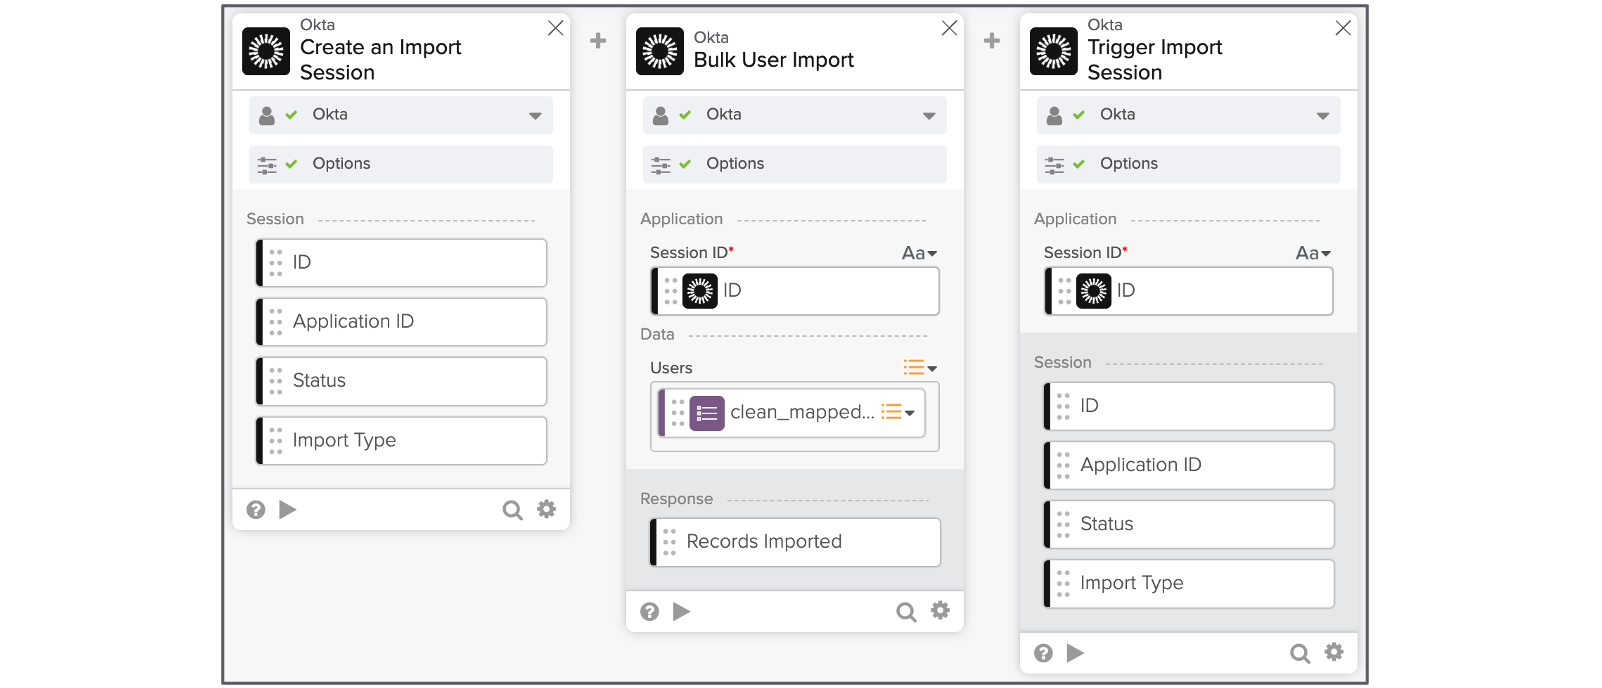 Okta
Create an Import
Session
Okta
Options
Session
ID
Application ID
Status
Import Type
Okta
Bulk User Import
Okta
Options
Application
Session ID*
Aa
ID
Data
Users
clean_mapped...
Response
Records Imported
Okta
Trigger Import
Session
Okta
Options
Application
Session ID*
Aa
ID
Session
ID
Application ID
Status
Import Type